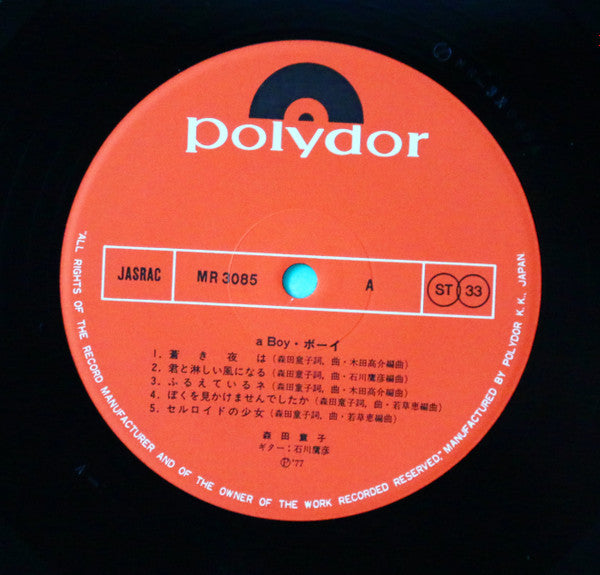 polydor
JASRAC
MR 3085
A
ST 33
a Boy・ボーイ
1. 蒼き夜は(森田童子詞, 曲・木田高介編曲)
2. 君と淋しい風になる(森田童子詞, 曲・石川鷹彦編曲)
3. ふるえているネ(森田童子詞, 曲・木田高介編曲)
4. ぼくを見かけませんでしたか(森田童子詞, 曲・若草恵編曲)
5. セルロイドの少女(森田童子詞, 曲・若草恵編曲)
森田童子
ギター:石川鷹彦
Ⓟ'77
"ALL RIGHTS OF THE RECORD MANUFACTURER AND OF THE OWNER OF THE WORK RECORDED RESERVED." MANUFACTURED BY POLYDOR K.K., JAPAN.